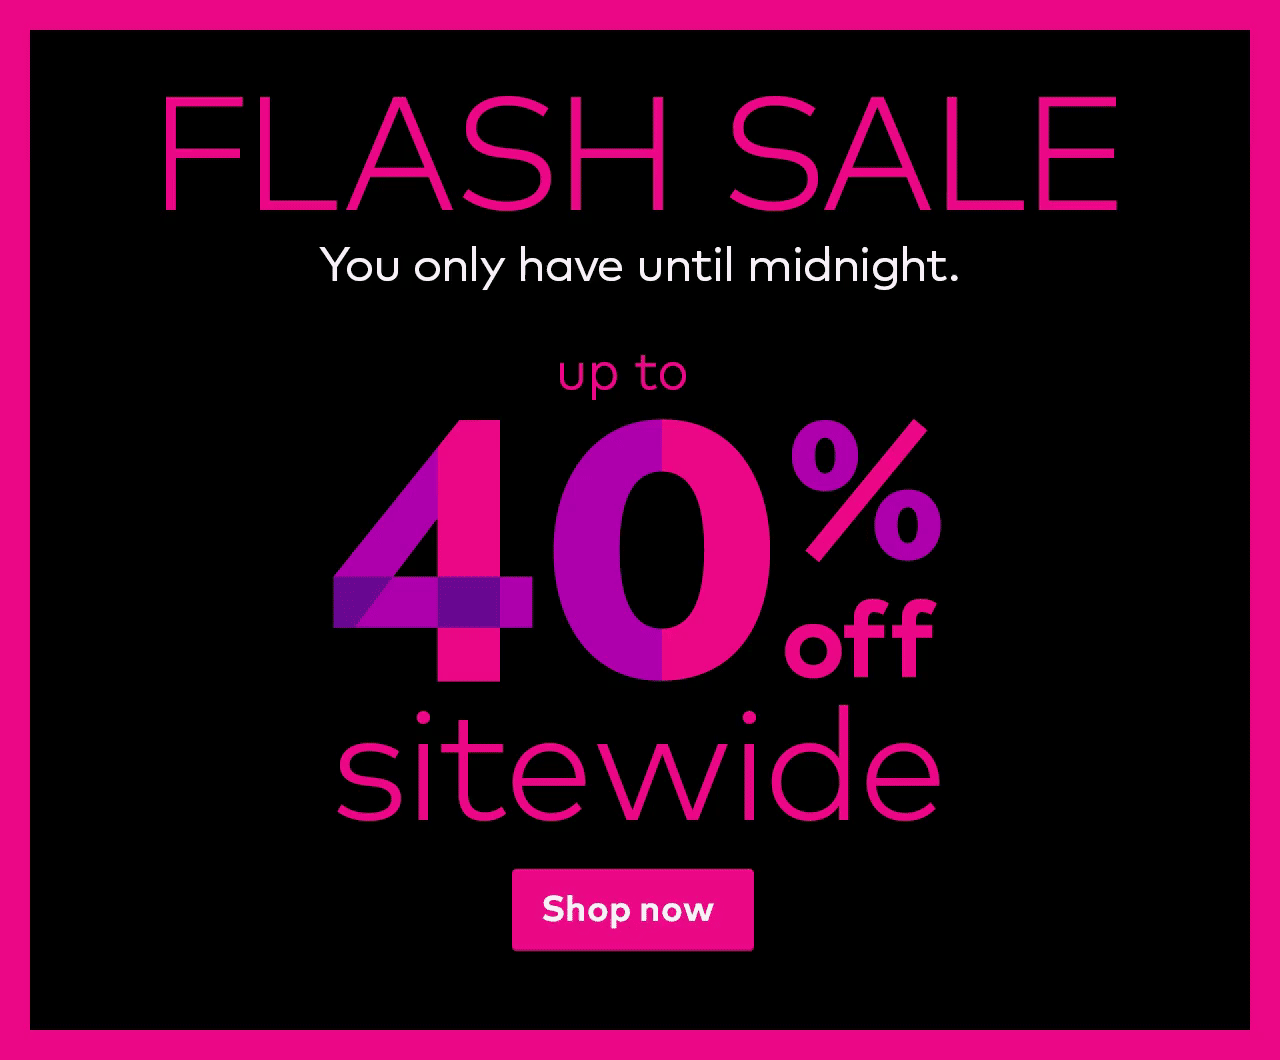 FLASH SALE
You only have until midnight.
up to
40%
off
sitewide
Shop now